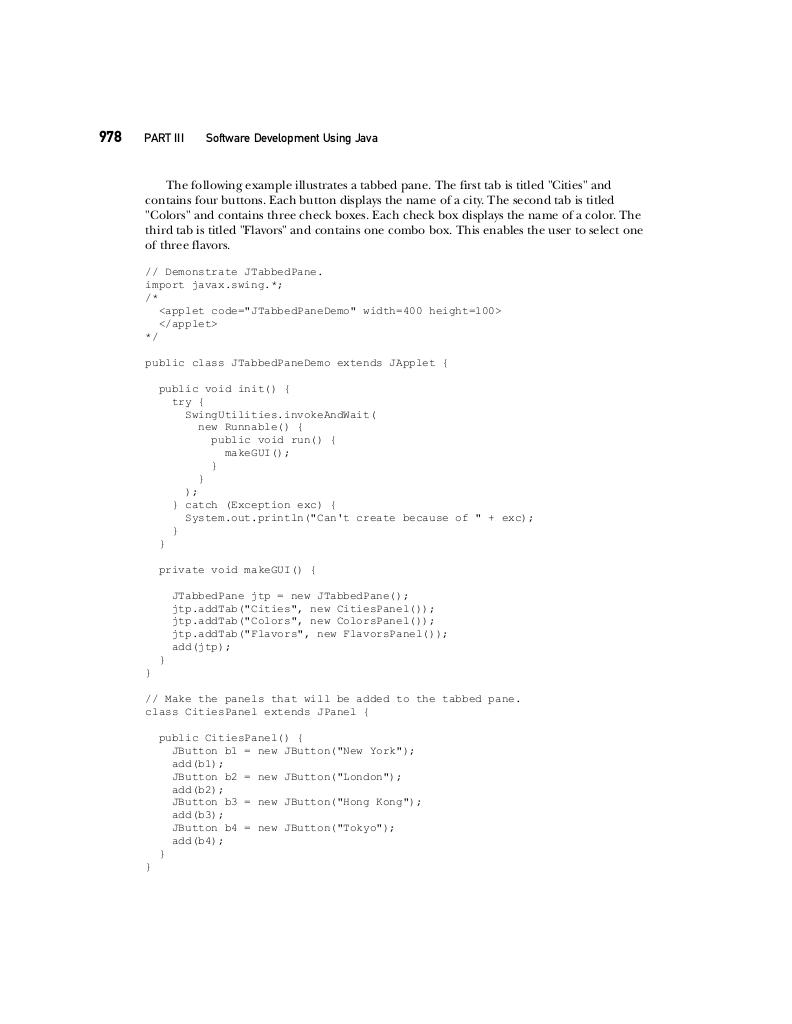 978 PART III Software Development Using Java
The following example illustrates a tabbed pane. The first tab is titled "Cities" and
contains four buttons. Each button displays the name of a city. The second tab is titled
"Colors" and contains three check boxes. Each check box displays the name of a color. The
third tab is titled "Flavors" and contains one combo box. This enables the user to select one
of three flavors.
// Demonstrate JTabbedPane.
import javax.swing.*;
/*
  <applet code="JTabbedPaneDemo" width=400 height=100>
  </applet>
*/
public class JTabbedPaneDemo extends JApplet {
  public void init() {
    try {
      SwingUtilities.invokeAndWait(
        new Runnable() {
          public void run() {
            makeGUI();
          }
        }
      );
    } catch (Exception exc) {
      System.out.println("Can't create because of " + exc);
    }
  }
  private void makeGUI() {
    JTabbedPane jtp = new JTabbedPane();
    jtp.addTab("Cities", new CitiesPanel());
    jtp.addTab("Colors", new ColorsPanel());
    jtp.addTab("Flavors", new FlavorsPanel());
    add(jtp);
  }
}
// Make the panels that will be added to the tabbed pane.
class CitiesPanel extends JPanel {
  public CitiesPanel() {
    JButton b1 = new JButton("New York");
    add(b1);
    JButton b2 = new JButton("London");
    add(b2);
    JButton b3 = new JButton("Hong Kong");
    add(b3);
    JButton b4 = new JButton("Tokyo");
    add(b4);
  }
}